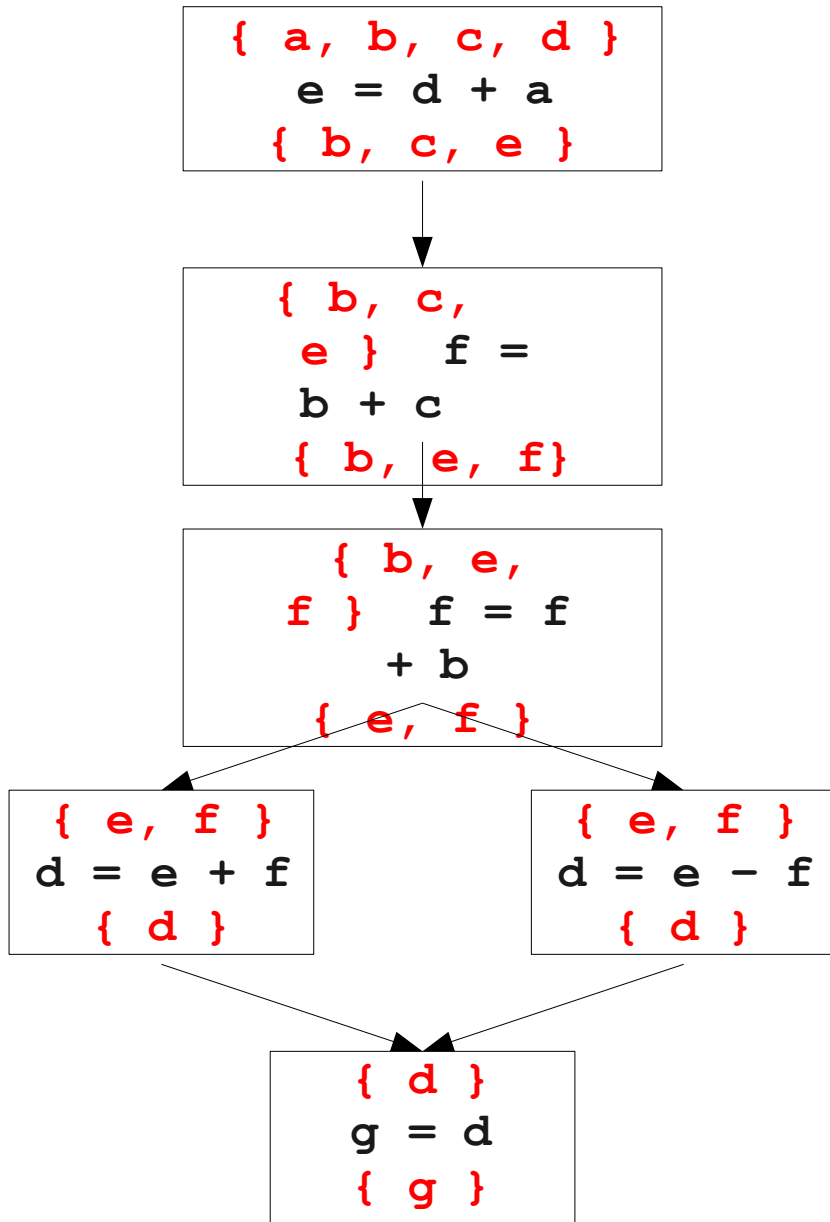 { a, b, c, d }
e = d + a
{ b, c, e }
{ b, c,
e } f =
b + c
{ b, e, f}
{ b, e,
f } f = f
+ b
{ e, f }
{ e, f }
d = e + f
{ d }
{ e, f }
d = e - f
{ d }
{ d }
g = d
{ g }